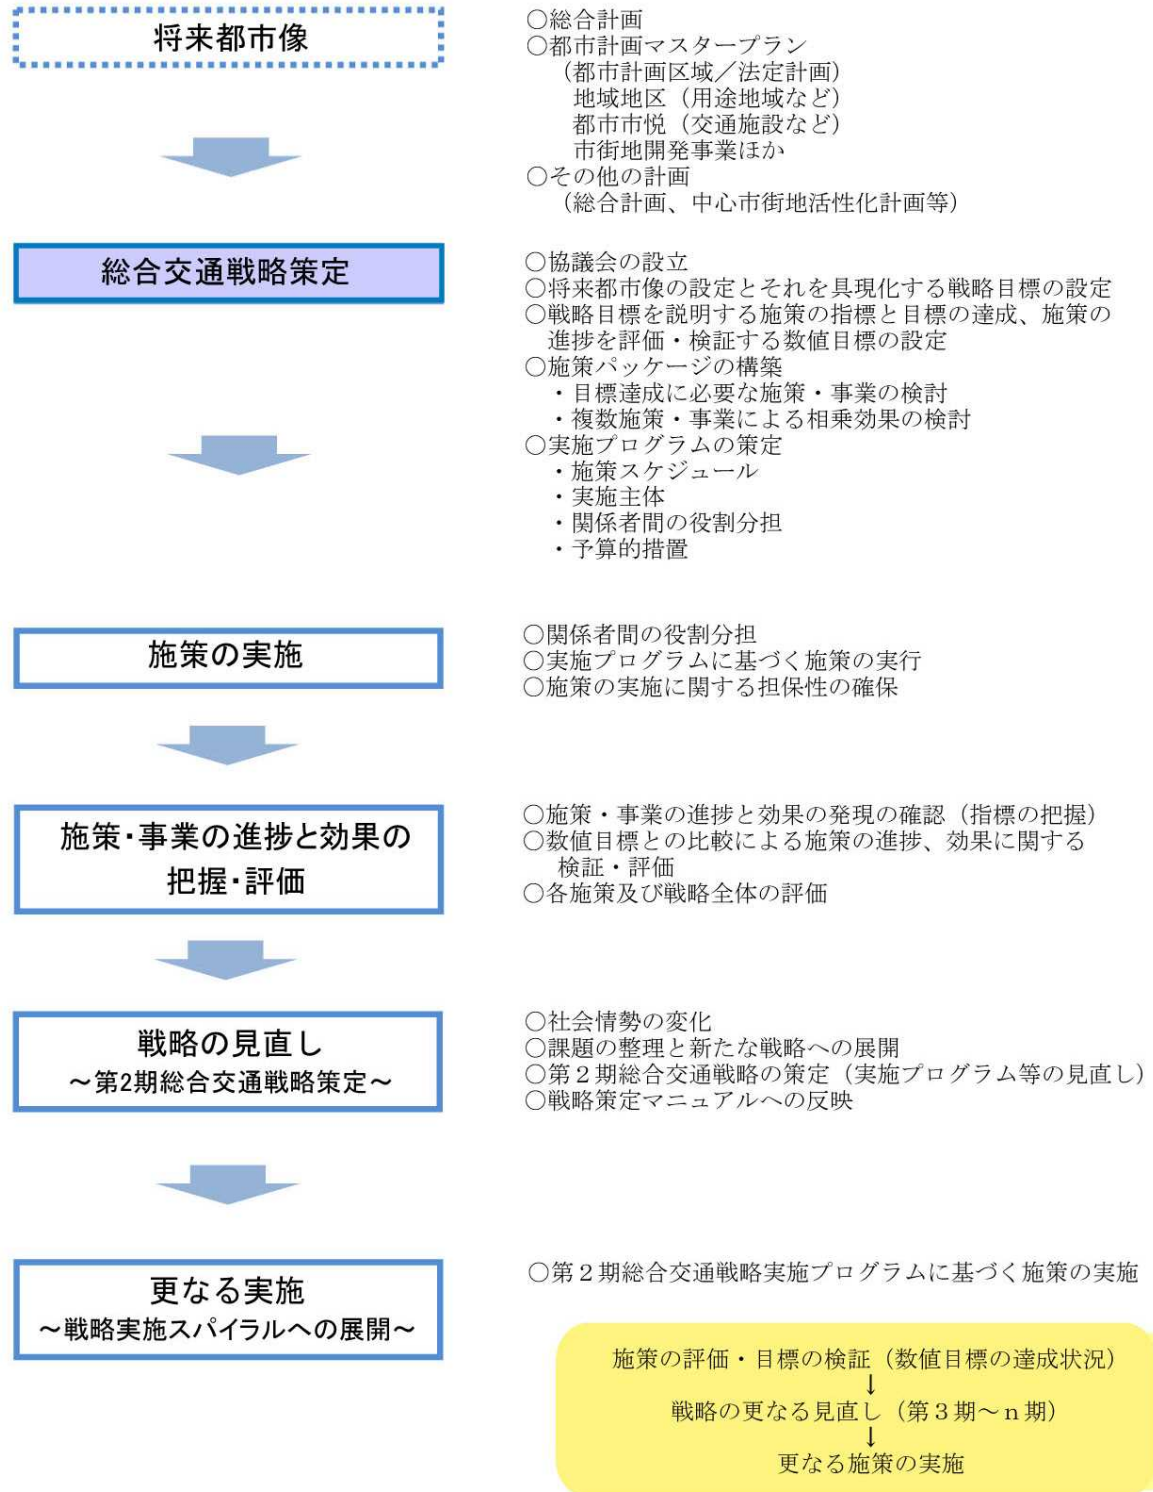 将来都市像
○総合計画
○都市計画マスタープラン
（都市計画区域／法定計画）
地域地区（用途地域など）
都市市悦（交通施設など）
市街地開発事業ほか
○その他の計画
（総合計画、中心市街地活性化計画等）
総合交通戦略策定
○協議会の設立
○将来都市像の設定とそれを具現化する戦略目標の設定
○戦略目標を説明する施策の指標と目標の達成、施策の
進捗を評価・検証する数値目標の設定
○施策パッケージの構築
・目標達成に必要な施策・事業の検討
・複数施策・事業による相乗効果の検討
○実施プログラムの策定
・施策スケジュール
・実施主体
・関係者間の役割分担
・予算的措置
施策の実施
○関係者間の役割分担
○実施プログラムに基づく施策の実行
○施策の実施に関する担保性の確保
施策・事業の進捗と効果の
把握・評価
○施策・事業の進捗と効果の発現の確認（指標の把握）
○数値目標との比較による施策の進捗、効果に関する
検証・評価
○各施策及び戦略全体の評価
戦略の見直し
～第2期総合交通戦略策定～
○社会情勢の変化
○課題の整理と新たな戦略への展開
○第２期総合交通戦略の策定（実施プログラム等の見直し）
○戦略策定マニュアルへの反映
更なる実施
～戦略実施スパイラルへの展開～
○第２期総合交通戦略実施プログラムに基づく施策の実施
施策の評価・目標の検証（数値目標の達成状況）
↓
戦略の更なる見直し（第３期～ｎ期）
↓
更なる施策の実施